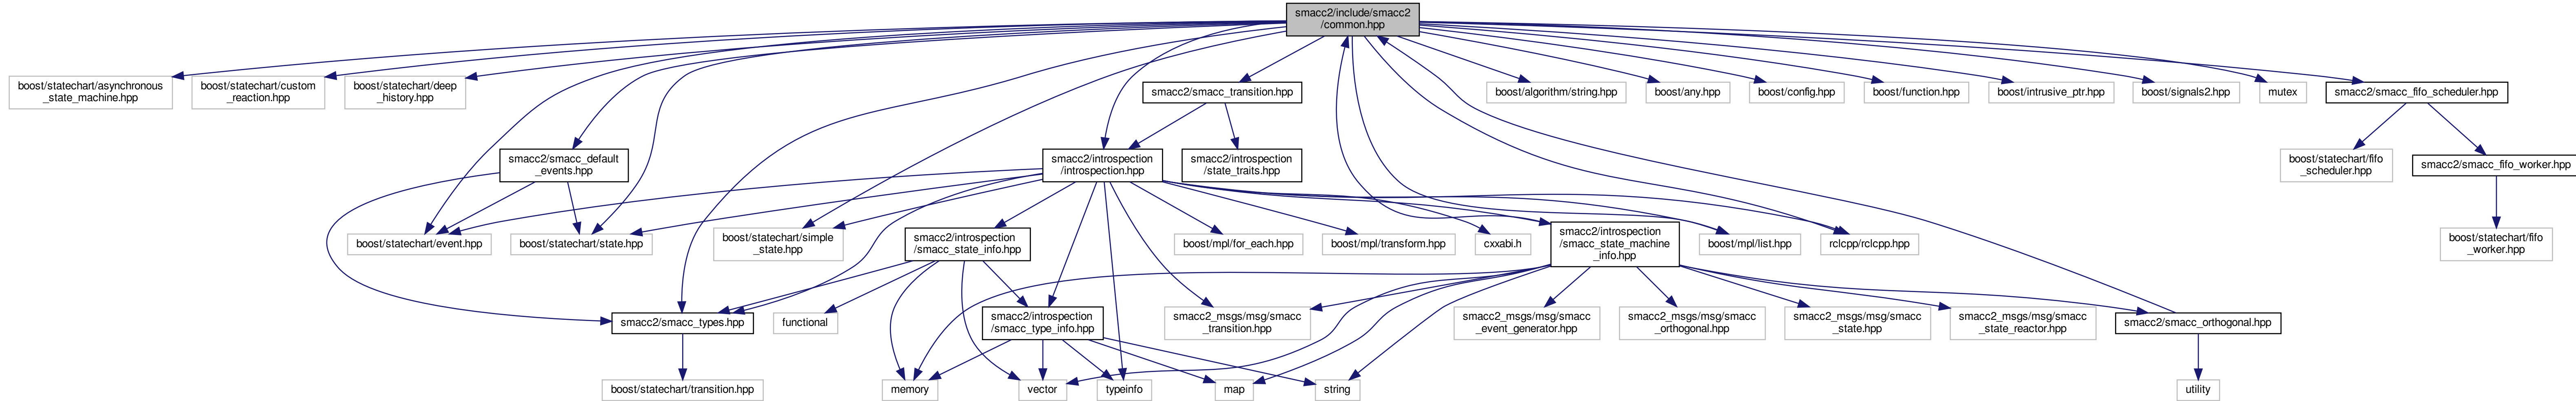 smacc2/include/smacc2
/common.hpp
boost/statechart/asynchronous
_state_machine.hpp
boost/statechart/custom
_reaction.hpp
boost/statechart/deep
_history.hpp
smacc2/smacc_transition.hpp
boost/algorithm/string.hpp
boost/any.hpp
boost/config.hpp
boost/function.hpp
boost/intrusive_ptr.hpp
boost/signals2.hpp
mutex
smacc2/smacc_fifo_scheduler.hpp
smacc2/smacc_default
_events.hpp
smacc2/introspection
/introspection.hpp
smacc2/introspection
/state_traits.hpp
boost/statechart/fifo
_scheduler.hpp
smacc2/smacc_fifo_worker.hpp
boost/statechart/event.hpp
boost/statechart/state.hpp
boost/statechart/simple
_state.hpp
smacc2/introspection
/smacc_state_info.hpp
boost/mpl/for_each.hpp
boost/mpl/transform.hpp
cxxabi.h
smacc2/introspection
/smacc_state_machine
_info.hpp
boost/mpl/list.hpp
rclcpp/rclcpp.hpp
boost/statechart/fifo
_worker.hpp
smacc2/smacc_types.hpp
functional
smacc2/introspection
/smacc_type_info.hpp
smacc2_msgs/msg/smacc
_transition.hpp
smacc2_msgs/msg/smacc
_event_generator.hpp
smacc2_msgs/msg/smacc
_orthogonal.hpp
smacc2_msgs/msg/smacc
_state.hpp
smacc2_msgs/msg/smacc
_state_reactor.hpp
smacc2/smacc_orthogonal.hpp
boost/statechart/transition.hpp
memory
vector
typeinfo
map
string
utility